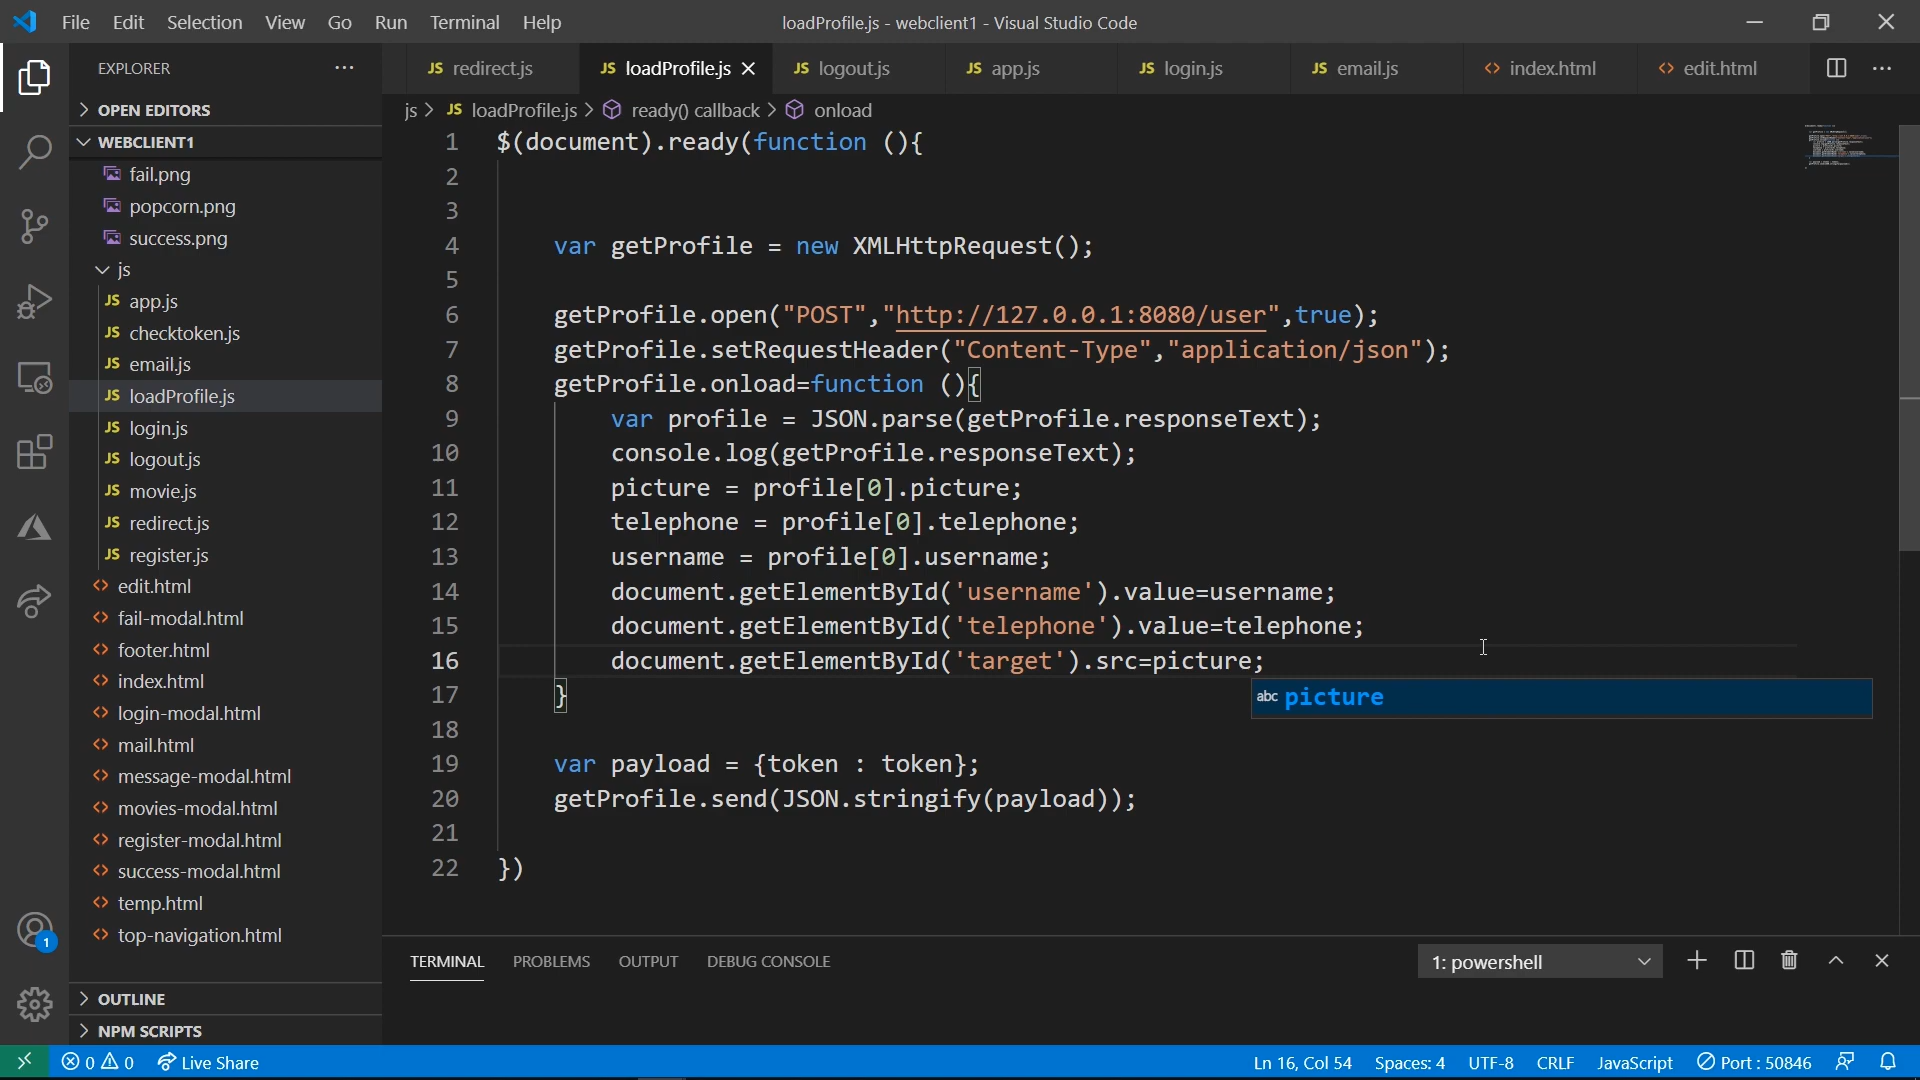 File Edit Selection View Go Run Terminal Help
loadProfile.js - webclient1 - Visual Studio Code
EXPLORER
OPEN EDITORS
WEBCLIENT1
fail.png
popcorn.png
success.png
js
JS app.js
JS checktoken.js
JS email.js
JS loadProfile.js
JS login.js
JS logout.js
JS movie.js
JS redirect.js
JS register.js
edit.html
fail-modal.html
footer.html
index.html
login-modal.html
mail.html
message-modal.html
movies-modal.html
register-modal.html
success-modal.html
temp.html
top-navigation.html
OUTLINE
NPM SCRIPTS
1
JS redirect.js JS loadProfile.js JS logout.js JS app.js JS login.js JS email.js <> index.html <> edit.html
js > JS loadProfile.js > ready() callback > onload
1 $(document).ready(function (){
2
3
4 var getProfile = new XMLHttpRequest();
5
6 getProfile.open("POST","http://127.0.0.1:8080/user",true);
7 getProfile.setRequestHeader("Content-Type","application/json");
8 getProfile.onload=function (){
9 var profile = JSON.parse(getProfile.responseText);
10 console.log(getProfile.responseText);
11 picture = profile[0].picture;
12 telephone = profile[0].telephone;
13 username = profile[0].username;
14 document.getElementById('username').value=username;
15 document.getElementById('telephone').value=telephone;
16 document.getElementById('target').src=picture;
17 }
abc picture
18
19 var payload = {token : token};
20 getProfile.send(JSON.stringify(payload));
21
22 })
TERMINAL PROBLEMS OUTPUT DEBUG CONSOLE
1: powershell
0 0 Live Share
Ln 16, Col 54 Spaces: 4 UTF-8 CRLF JavaScript Port : 50846